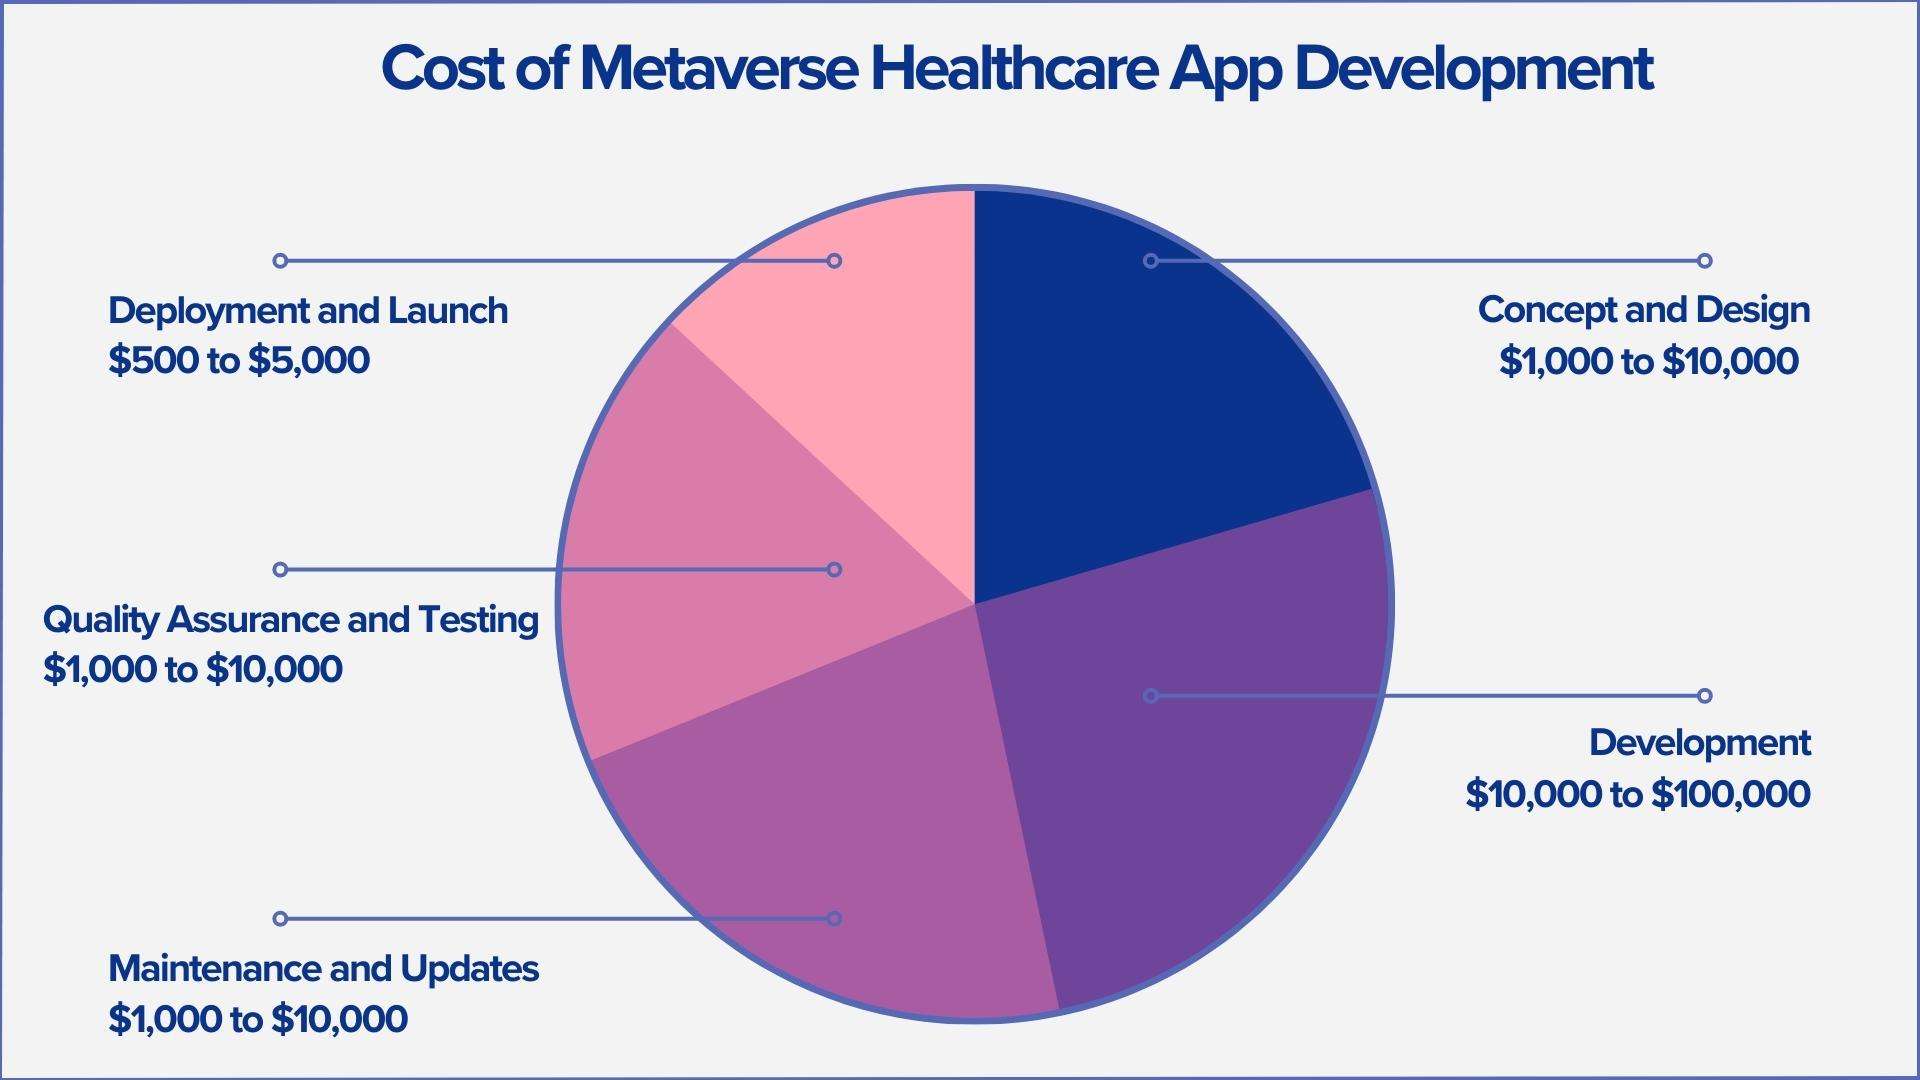 Cost of Metaverse Healthcare App Development
Deployment and Launch
$500 to $5,000
Concept and Design
$1,000 to $10,000
Quality Assurance and Testing
$1,000 to $10,000
Development
$10,000 to $100,000
Maintenance and Updates
$1,000 to $10,000